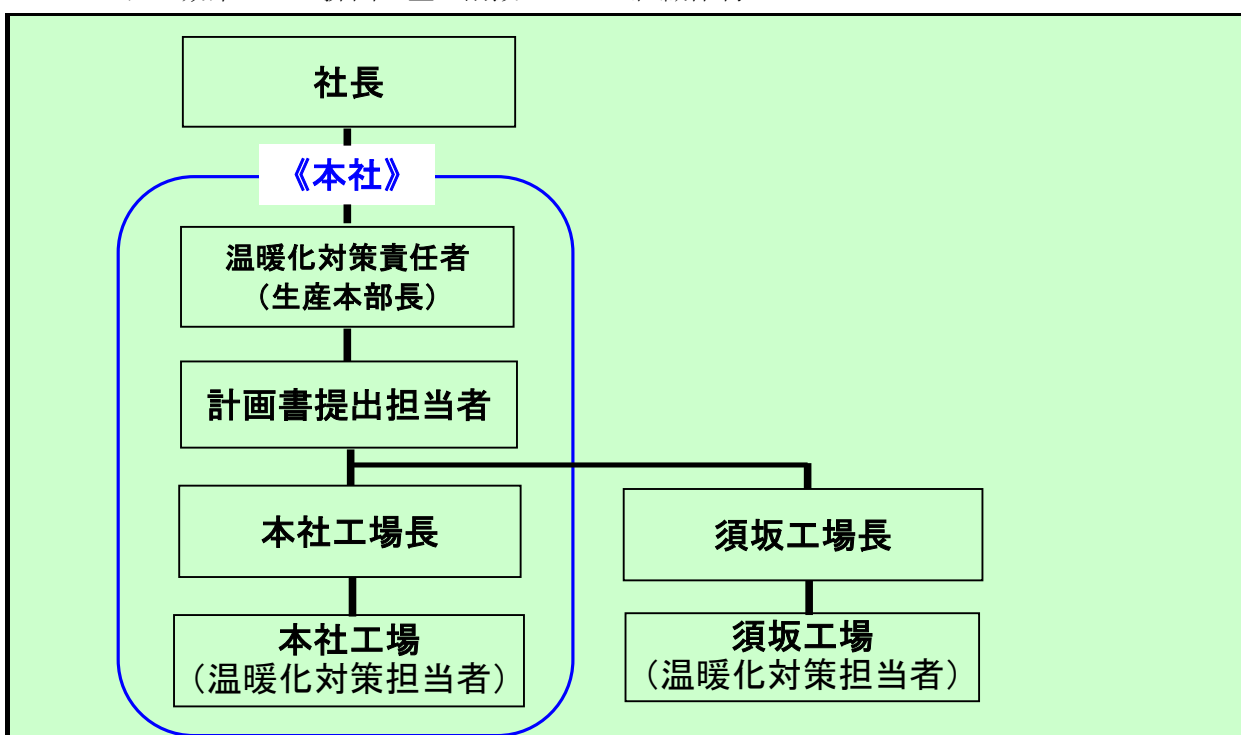 社長
《本社》
温暖化対策責任者
（生産本部長）
計画書提出担当者
本社工場長
須坂工場長
本社工場
（温暖化対策担当者）
須坂工場
（温暖化対策担当者）